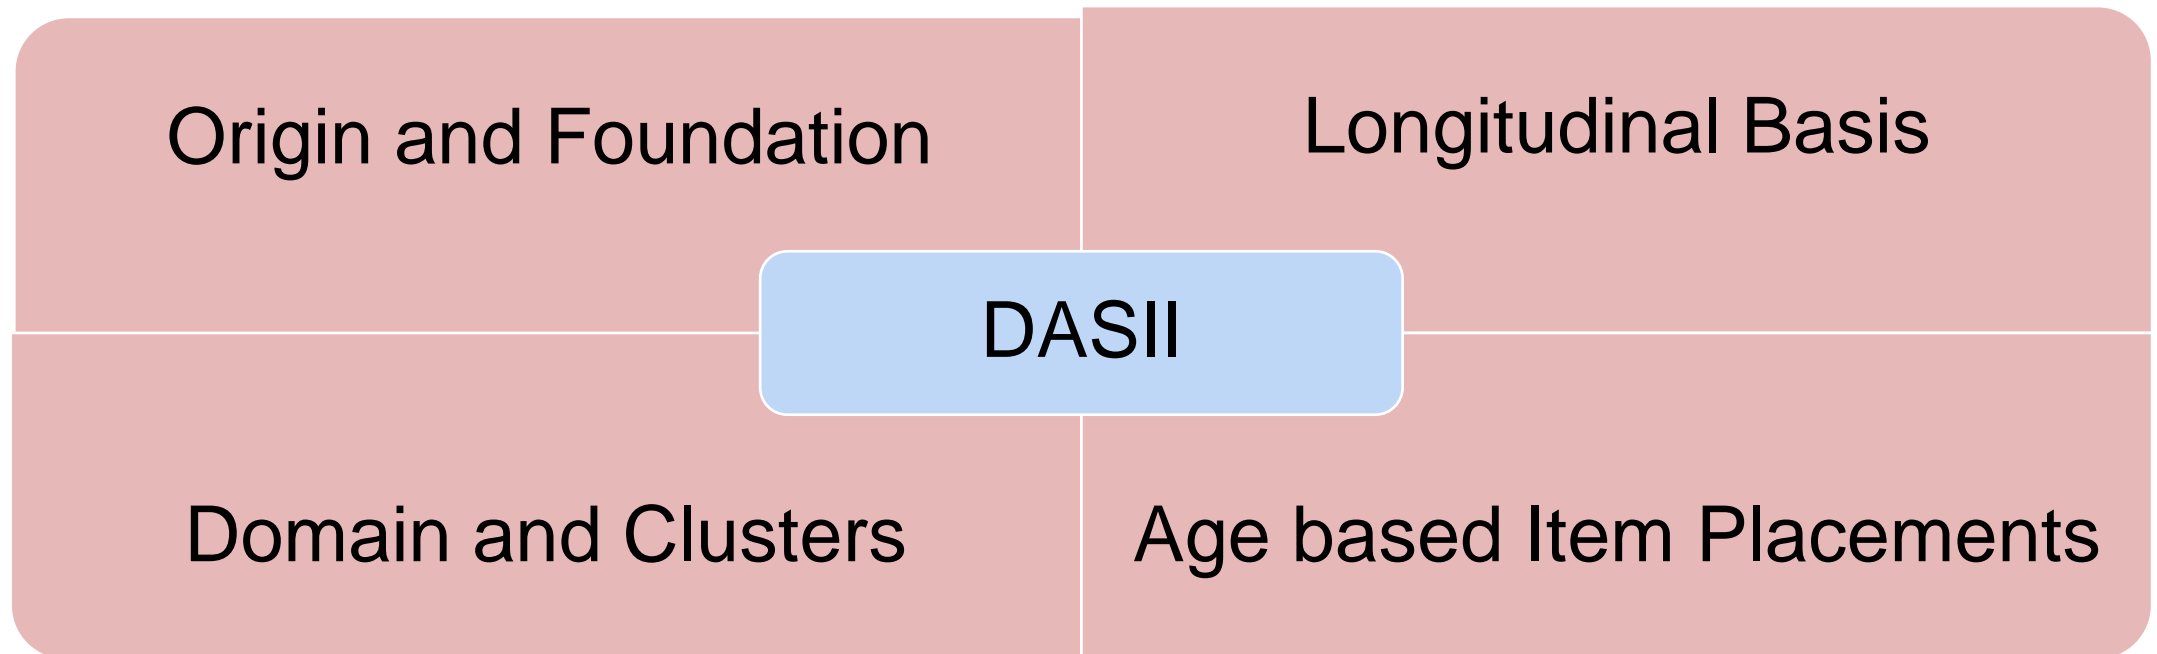 Origin and Foundation
Longitudinal Basis
DASII
Domain and Clusters
Age based Item Placements